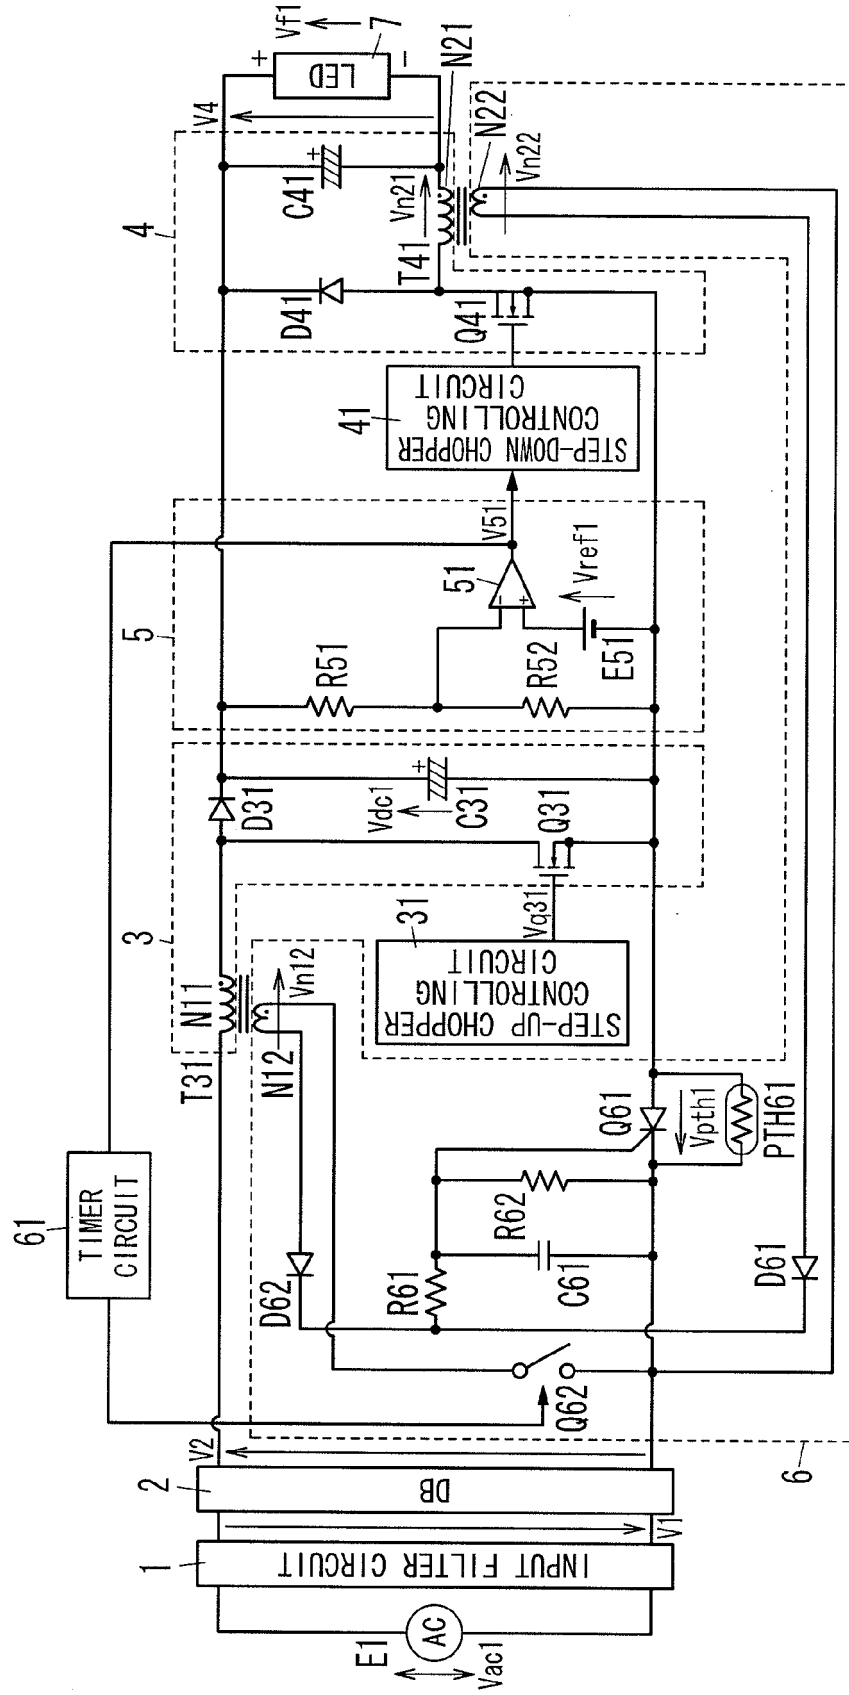 E1
AC
Vac1
1
INPUT FILTER CIRCUIT
V1
2
DB
V2
61
TIMER
CIRCUIT
Q62
D62
R61
C61
R62
Q61
Vpth1
PTH61
D61
6
3
T31
N11
N12
Vn12
STEP-UP CHOPPER
CONTROLLING
CIRCUIT
31
Vq31
Q31
D31
Vdc1
+
C31
5
R51
R52
51
-
+
V51
Vref1
E51
STEP-DOWN CHOPPER
CONTROLLING
CIRCUIT
41
4
D41
Q41
T41
C41
+
Vn21
N21
N22
Vn22
V4
+
LED
-
7
Vf1